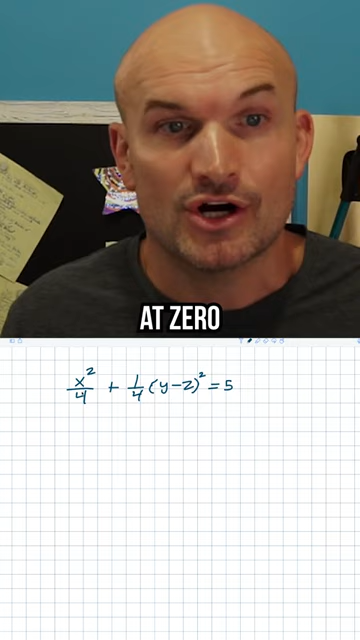 AT ZERO
x²/4 + 1/4 (y-2)² = 5